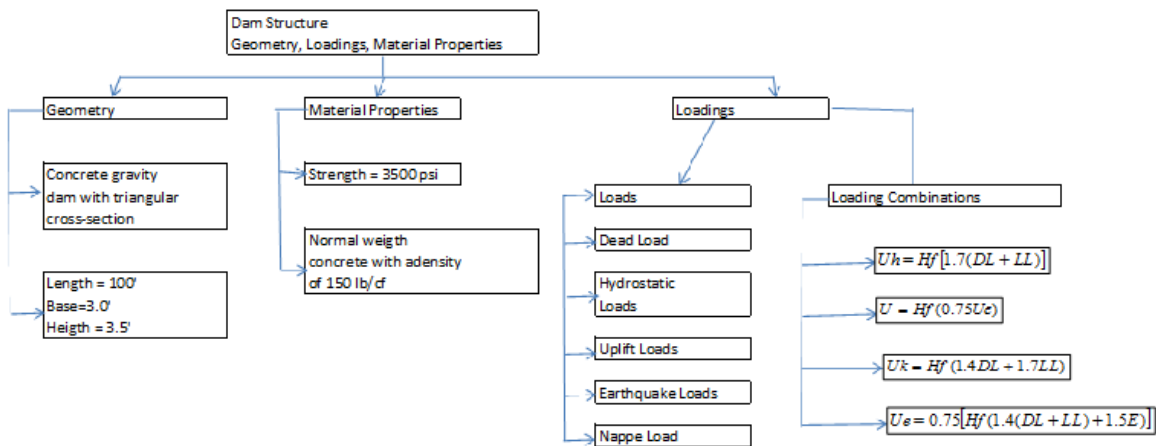 Dam Structure
Geometry, Loadings, Material Properties
Geometry
Material Properties
Loadings
Concrete gravity
dam with triangular
cross-section
Strength = 3500 psi
Loads
Loading Combinations
Normal weigth
concrete with adensity
of 150 lb/cf
Dead Load
Length = 100'
Base=3.0'
Heigth = 3.5'
Hydrostatic
Loads
Uplift Loads
Earthquake Loads
Nappe Load
Uh = Hf[1.7(DL + LL)]
U = Hf(0.75Ue)
Uk = Hf(1.4DL + 1.7LL)
Ue = 0.75[Hf(1.4(DL + LL) + 1.5E)]